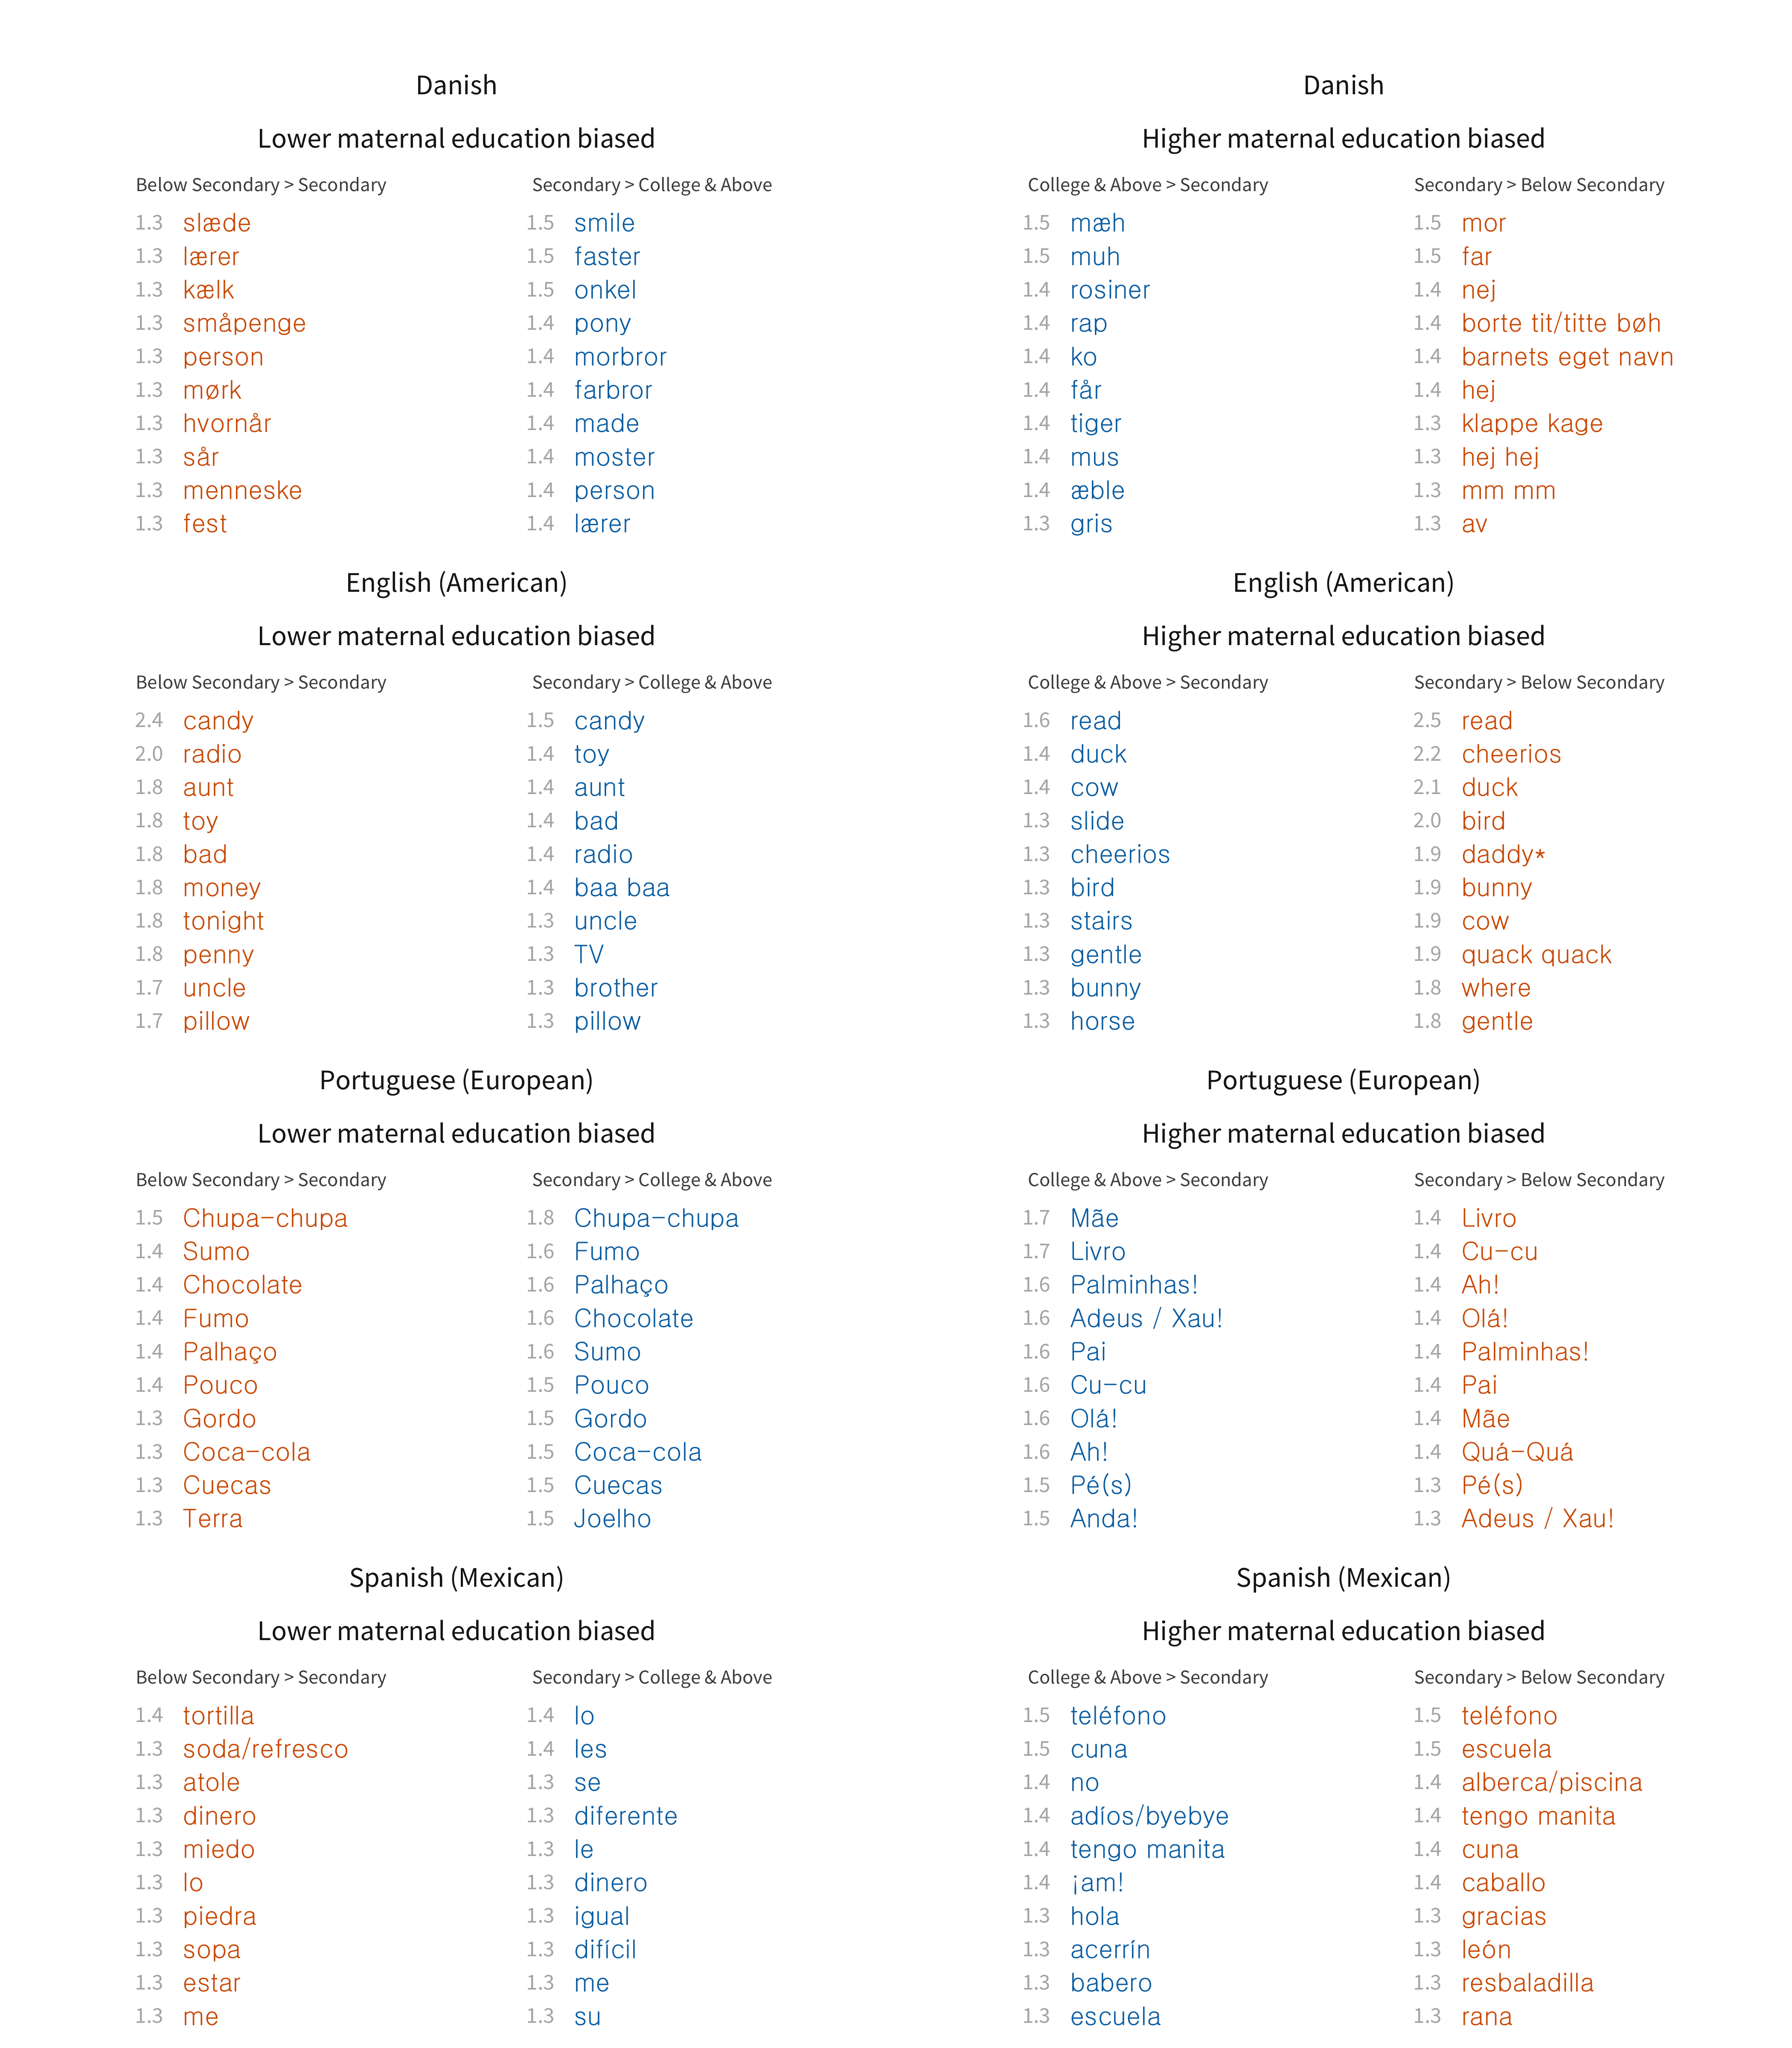 Danish
Lower maternal education biased
Below Secondary > Secondary
1.3 slæde
1.3 lærer
1.3 kælk
1.3 småpenge
1.3 person
1.3 mørk
1.3 hvornår
1.3 sår
1.3 menneske
1.3 fest
Secondary > College & Above
1.5 smile
1.5 faster
1.5 onkel
1.4 pony
1.4 morbror
1.4 farbror
1.4 made
1.4 moster
1.4 person
1.4 lærer
Danish
Higher maternal education biased
College & Above > Secondary
1.5 mæh
1.5 muh
1.4 rosiner
1.4 rap
1.4 ko
1.4 får
1.4 tiger
1.4 mus
1.4 æble
1.3 gris
Secondary > Below Secondary
1.5 mor
1.5 far
1.4 nej
1.4 borte tit/titte bøh
1.4 barnets eget navn
1.4 hej
1.3 klappe kage
1.3 hej hej
1.3 mm mm
1.3 av
English (American)
Lower maternal education biased
Below Secondary > Secondary
2.4 candy
2.0 radio
1.8 aunt
1.8 toy
1.8 bad
1.8 money
1.8 tonight
1.8 penny
1.7 uncle
1.7 pillow
Secondary > College & Above
1.5 candy
1.4 toy
1.4 aunt
1.4 bad
1.4 radio
1.4 baa baa
1.3 uncle
1.3 TV
1.3 brother
1.3 pillow
English (American)
Higher maternal education biased
College & Above > Secondary
1.6 read
1.4 duck
1.4 cow
1.3 slide
1.3 cheerios
1.3 bird
1.3 stairs
1.3 gentle
1.3 bunny
1.3 horse
Secondary > Below Secondary
2.5 read
2.2 cheerios
2.1 duck
2.0 bird
1.9 daddy*
1.9 bunny
1.9 cow
1.9 quack quack
1.8 where
1.8 gentle
Portuguese (European)
Lower maternal education biased
Below Secondary > Secondary
1.5 Chupa-chupa
1.4 Sumo
1.4 Chocolate
1.4 Fumo
1.4 Palhaço
1.4 Pouco
1.3 Gordo
1.3 Coca-cola
1.3 Cuecas
1.3 Terra
Secondary > College & Above
1.8 Chupa-chupa
1.6 Fumo
1.6 Palhaço
1.6 Chocolate
1.6 Sumo
1.5 Pouco
1.5 Gordo
1.5 Coca-cola
1.5 Cuecas
1.5 Joelho
Portuguese (European)
Higher maternal education biased
College & Above > Secondary
1.7 Mãe
1.7 Livro
1.6 Palminhas!
1.6 Adeus / Xau!
1.6 Pai
1.6 Cu-cu
1.6 Olá!
1.6 Ah!
1.5 Pé(s)
1.5 Anda!
Secondary > Below Secondary
1.4 Livro
1.4 Cu-cu
1.4 Ah!
1.4 Olá!
1.4 Palminhas!
1.4 Pai
1.4 Mãe
1.4 Quá-Quá
1.3 Pé(s)
1.3 Adeus / Xau!
Spanish (Mexican)
Lower maternal education biased
Below Secondary > Secondary
1.4 tortilla
1.3 soda/refresco
1.3 atole
1.3 dinero
1.3 miedo
1.3 lo
1.3 piedra
1.3 sopa
1.3 estar
1.3 me
Secondary > College & Above
1.4 lo
1.4 les
1.3 se
1.3 diferente
1.3 le
1.3 dinero
1.3 igual
1.3 difícil
1.3 me
1.3 su
Spanish (Mexican)
Higher maternal education biased
College & Above > Secondary
1.5 teléfono
1.5 cuna
1.4 no
1.4 adíos/byebye
1.4 tengo manita
1.4 ¡am!
1.3 hola
1.3 acerrín
1.3 babero
1.3 escuela
Secondary > Below Secondary
1.5 teléfono
1.5 escuela
1.4 alberca/piscina
1.4 tengo manita
1.4 cuna
1.4 caballo
1.3 gracias
1.3 león
1.3 resbaladilla
1.3 rana